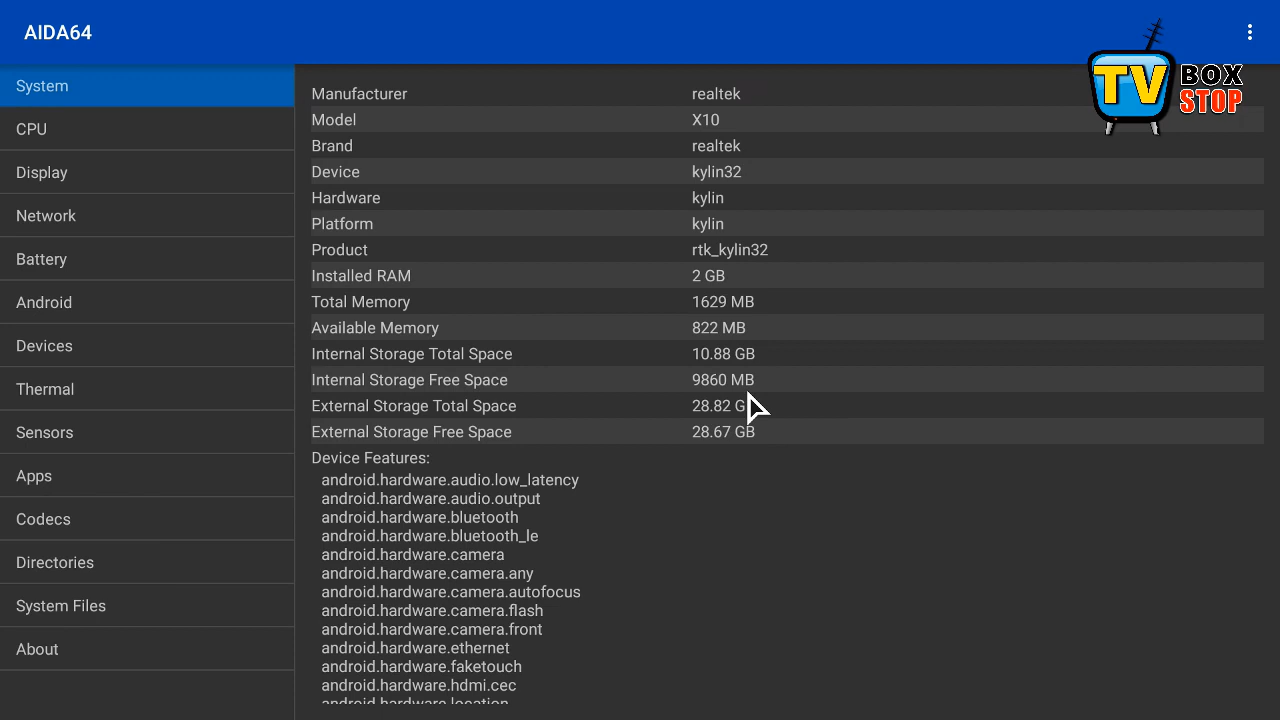 AIDA64
TV BOX STOP
System
CPU
Display
Network
Battery
Android
Devices
Thermal
Sensors
Apps
Codecs
Directories
System Files
About
Manufacturer realtek
Model X10
Brand realtek
Device kylin32
Hardware kylin
Platform kylin
Product rtk_kylin32
Installed RAM 2 GB
Total Memory 1629 MB
Available Memory 822 MB
Internal Storage Total Space 10.88 GB
Internal Storage Free Space 9860 MB
External Storage Total Space 28.82 G
External Storage Free Space 28.67 GB
Device Features:
android.hardware.audio.low_latency
android.hardware.audio.output
android.hardware.bluetooth
android.hardware.bluetooth_le
android.hardware.camera
android.hardware.camera.any
android.hardware.camera.autofocus
android.hardware.camera.flash
android.hardware.camera.front
android.hardware.ethernet
android.hardware.faketouch
android.hardware.hdmi.cec
android.hardware.location